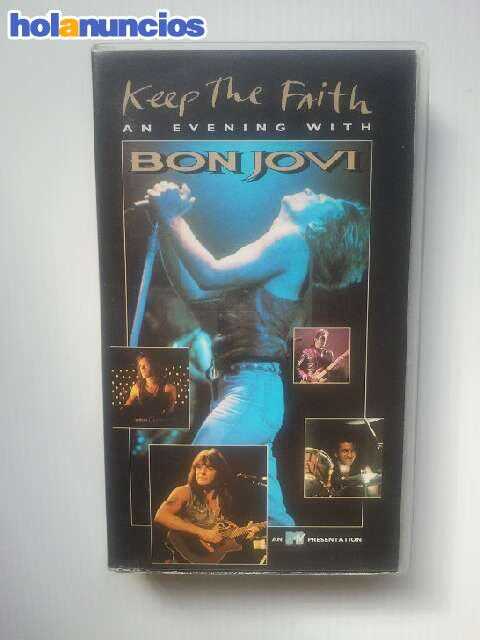 holanuncios
Keep The Faith
AN EVENING WITH
BON JOVI
AN MTV PRESENTATION